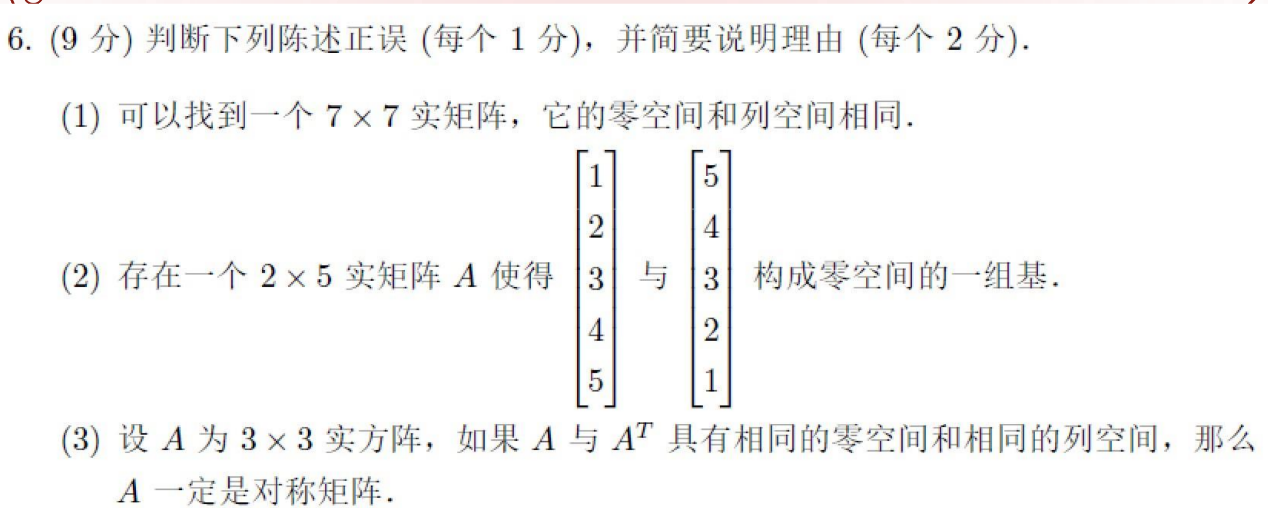 6. (9 分) 判断下列陈述正误 (每个 1 分)，并简要说明理由 (每个 2 分).
(1) 可以找到一个 7 × 7 实矩阵，它的零空间和列空间相同.
(2) 存在一个 2 × 5 实矩阵 A 使得 [1 2 3 4 5] 与 [5 4 3 2 1] 构成零空间的一组基.
(3) 设 A 为 3 × 3 实方阵，如果 A 与 A^T 具有相同的零空间和相同的列空间，那么
A 一定是对称矩阵.